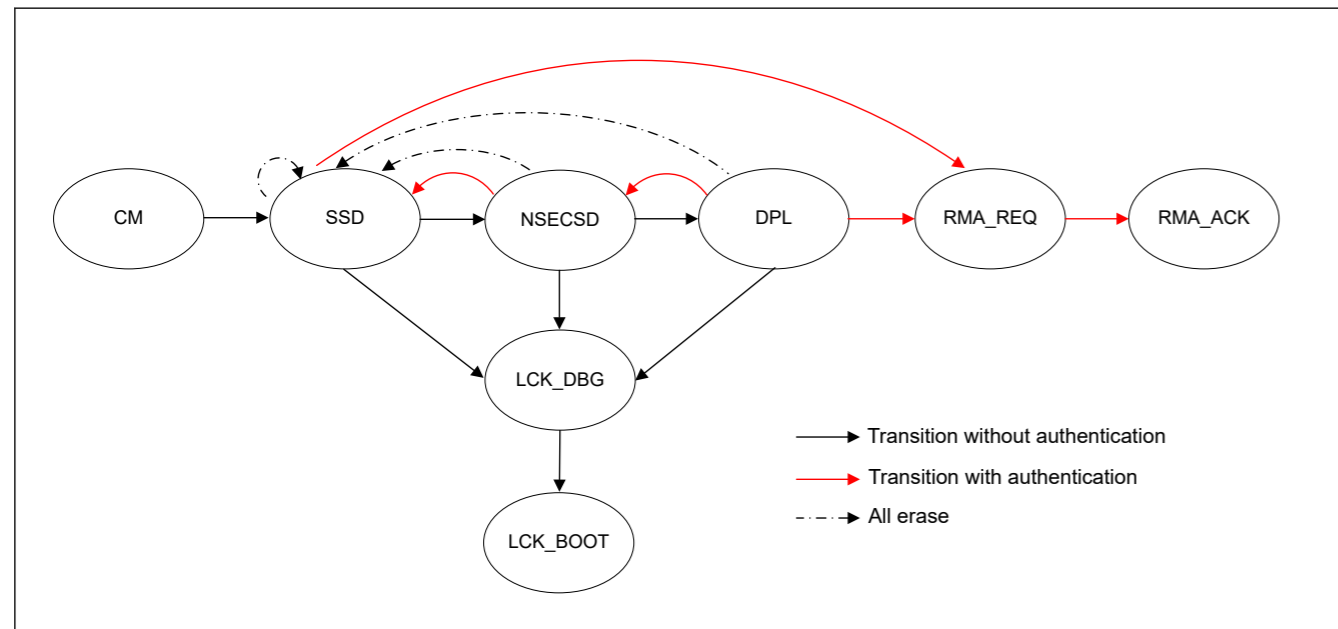 CM
SSD
NSECSD
DPL
RMA_REQ
RMA_ACK
LCK_DBG
LCK_BOOT
Transition without authentication
Transition with authentication
All erase